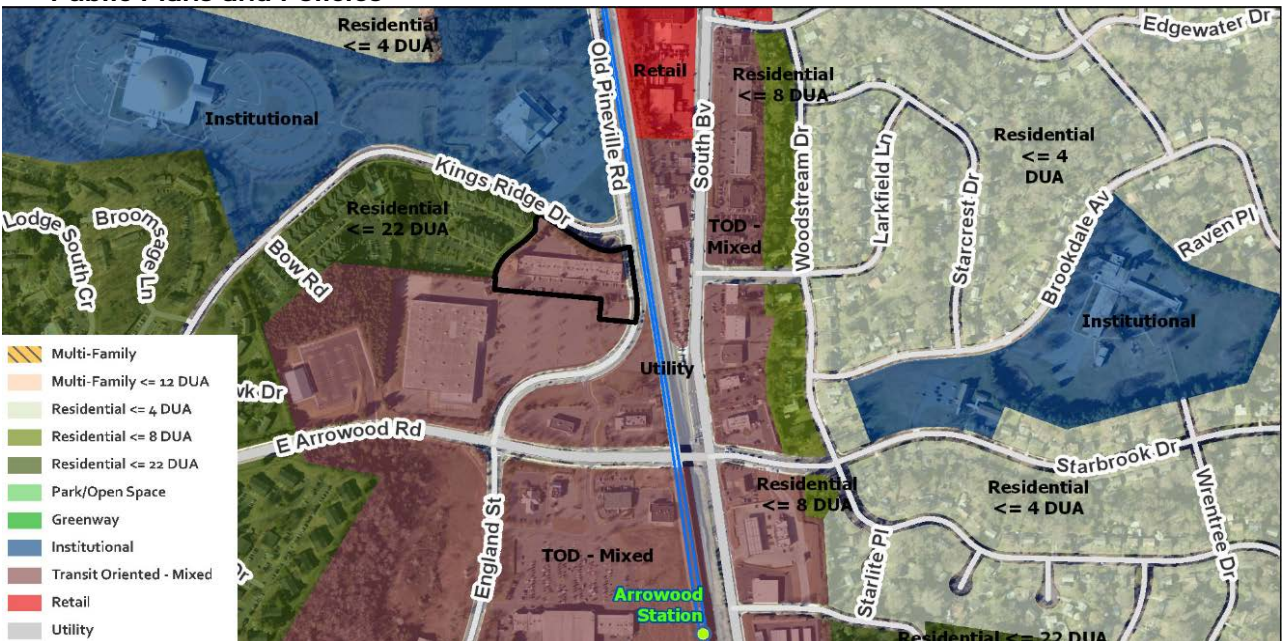 Public Plans and Policies
Edgewater Dr
Residential
<= 4 DUA
Old Pineville Rd
Retail
Residential
<= 8 DUA
South Bv
Institutional
Woodstream Dr
Larkfield Ln
Starcrest Dr
Residential
<= 4
DUA
Kings Ridge Dr
Brookdale Av
Raven Pl
Residential
<= 22 DUA
TOD -
Mixed
Lodge South Ct
Broomsage Ln
Bow Rd
Institutional
Utility
Multi-Family
Multi-Family <= 12 DUA
Residential <= 4 DUA
Residential <= 8 DUA
Residential <= 22 DUA
Park/Open Space
Greenway
Institutional
Transit Oriented - Mixed
Retail
Utility
wk Dr
E Arrowood Rd
Starbrook Dr
Residential
<= 8 DUA
Residential
<= 4 DUA
Wrentree Dr
England St
TOD - Mixed
Starlite Pl
Arrowood
Station
Residential <= 22 DUA